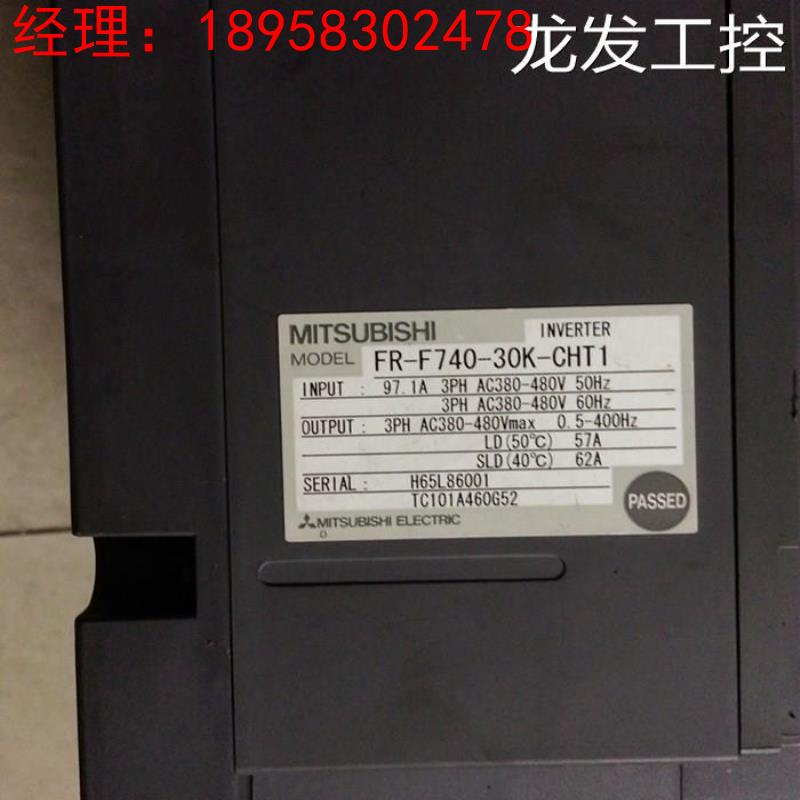 经理：18958302478
龙发工控
MITSUBISHI INVERTER
MODEL FR-F740-30K-CHT1
INPUT : 97.1A 3PH AC380-480V 50Hz
3PH AC380-480V 60Hz
OUTPUT : 3PH AC380-480Vmax 0.5-400Hz
LD(50℃) 57A
SLD(40℃) 62A
SERIAL : H65L86001
TC101A460G52
PASSED
MITSUBISHI ELECTRIC
D